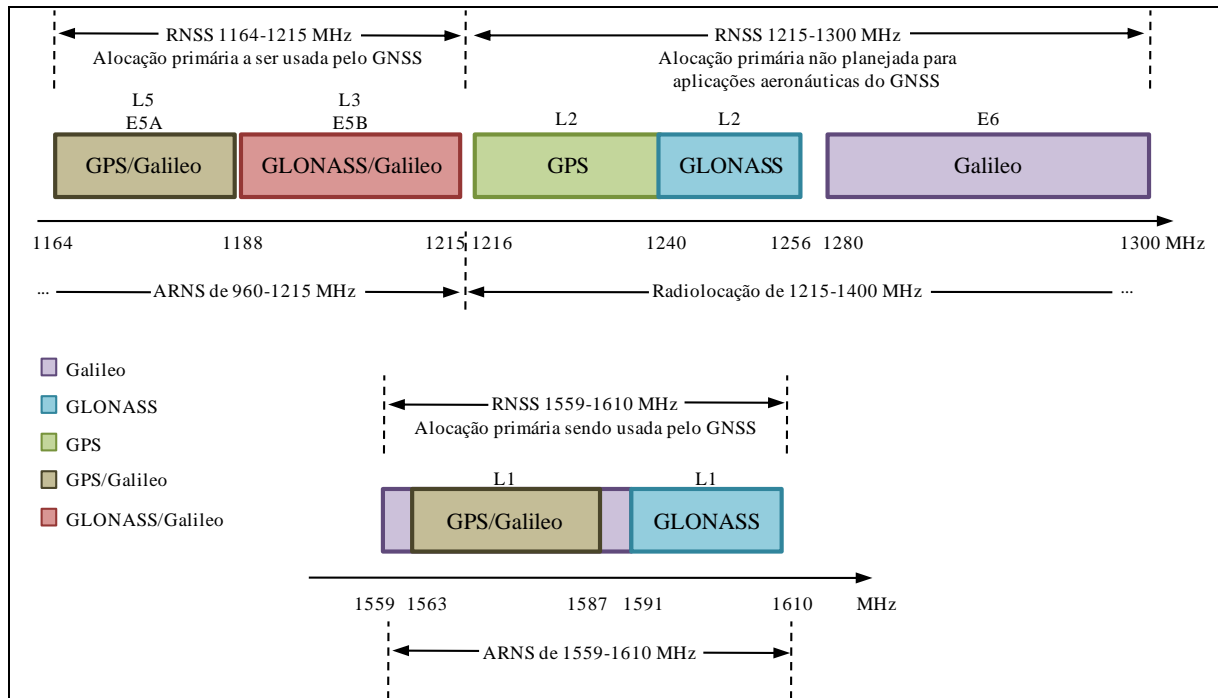 RNSS 1164-1215 MHz
Alocação primária a ser usada pelo GNSS
RNSS 1215-1300 MHz
Alocação primária não planejada para
aplicações aeronáuticas do GNSS
L5
E5A
L3
E5B
L2
L2
E6
GPS/Galileo
GLONASS/Galileo
GPS
GLONASS
Galileo
1164
1188
1215
1216
1240
1256
1280
1300 MHz
...
ARNS de 960-1215 MHz
Radiolocação de 1215-1400 MHz
...
Galileo
GLONASS
GPS
GPS/Galileo
GLONASS/Galileo
RNSS 1559-1610 MHz
Alocação primária sendo usada pelo GNSS
L1
L1
GPS/Galileo
GLONASS
1559
1563
1587
1591
1610
MHz
ARNS de 1559-1610 MHz